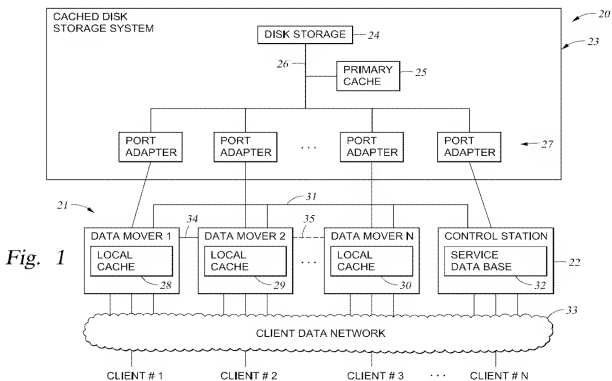 CACHED DISK
STORAGE SYSTEM
20
23
DISK STORAGE
24
26
PRIMARY
CACHE
25
PORT
ADAPTER
PORT
ADAPTER
. . .
PORT
ADAPTER
PORT
ADAPTER
27
21
31
34
35
DATA MOVER 1
LOCAL
CACHE
28
DATA MOVER 2
LOCAL
CACHE
29
. . .
DATA MOVER N
LOCAL
CACHE
30
CONTROL STATION
SERVICE
DATA BASE
32
22
Fig. 1
33
CLIENT DATA NETWORK
CLIENT # 1
CLIENT # 2
CLIENT # 3
. . .
CLIENT # N